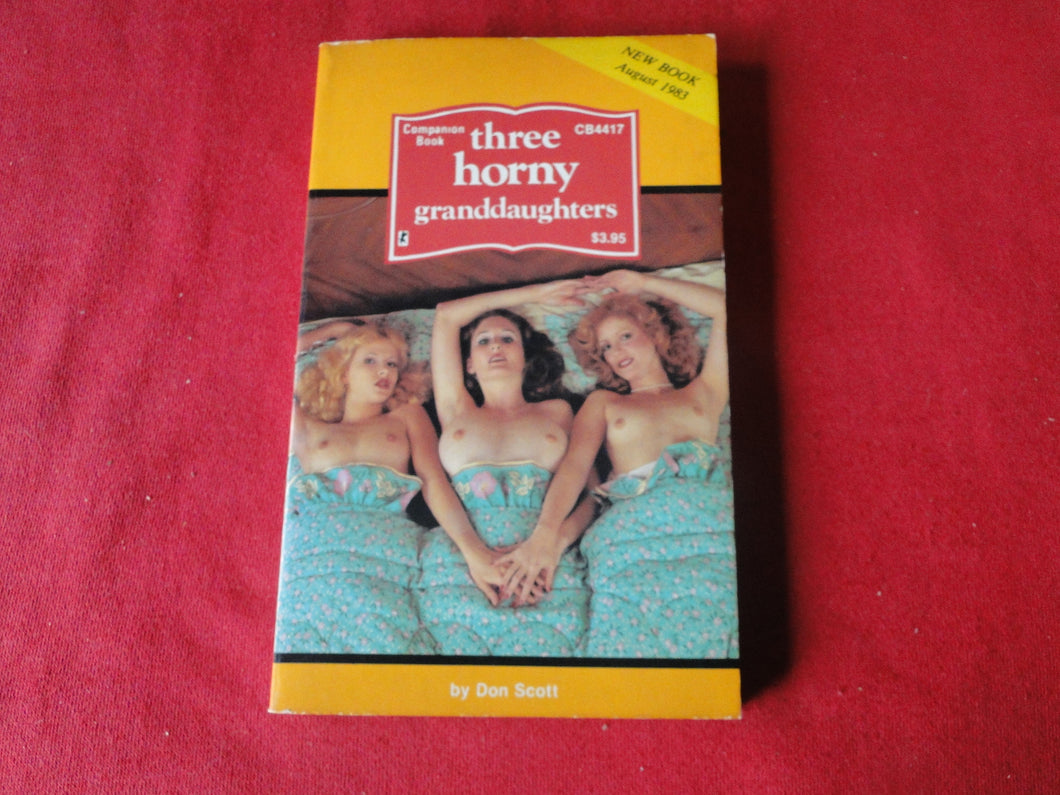 NEW BOOK
August 1983
Companion
Book
CB4417
three
horny
granddaughters
$3.95
by Don Scott